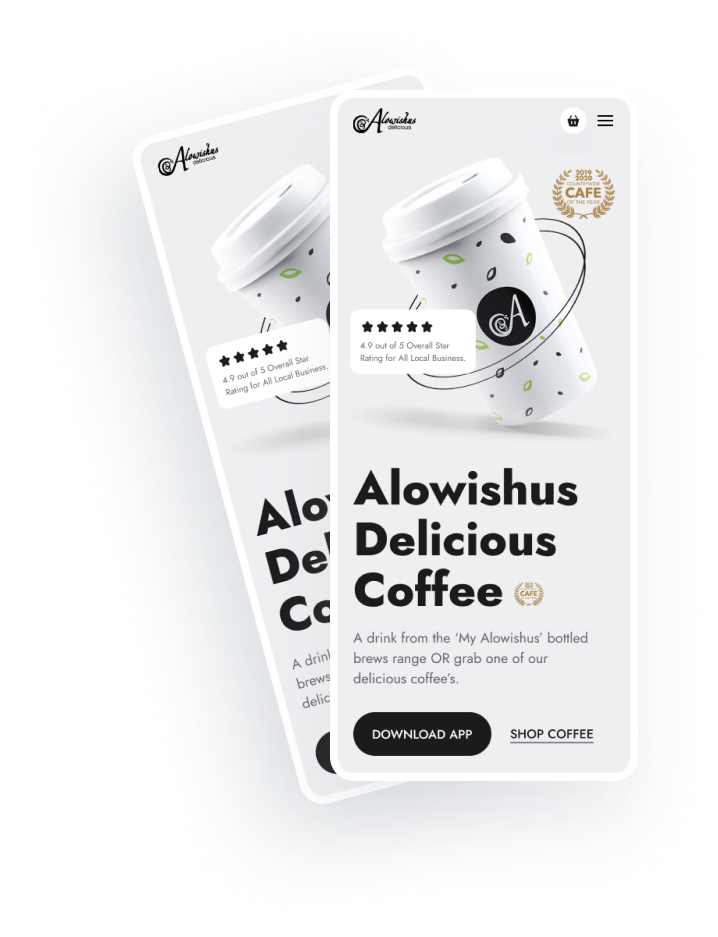 Alowishus
delicious
4.9 out of 5 Overall Star
Rating for All Local Business.
Alo
De
Co
A drin
brews
delic
Alowishus
delicious
2019
2020
COUNTRYWIDE
CAFE
OF THE YEAR
A
4.9 out of 5 Overall Star
Rating for All Local Business.
Alowishus
Delicious
Coffee
CAFE
A drink from the ‘My Alowishus’ bottled
brews range OR grab one of our
delicious coffee’s.
DOWNLOAD APP
SHOP COFFEE